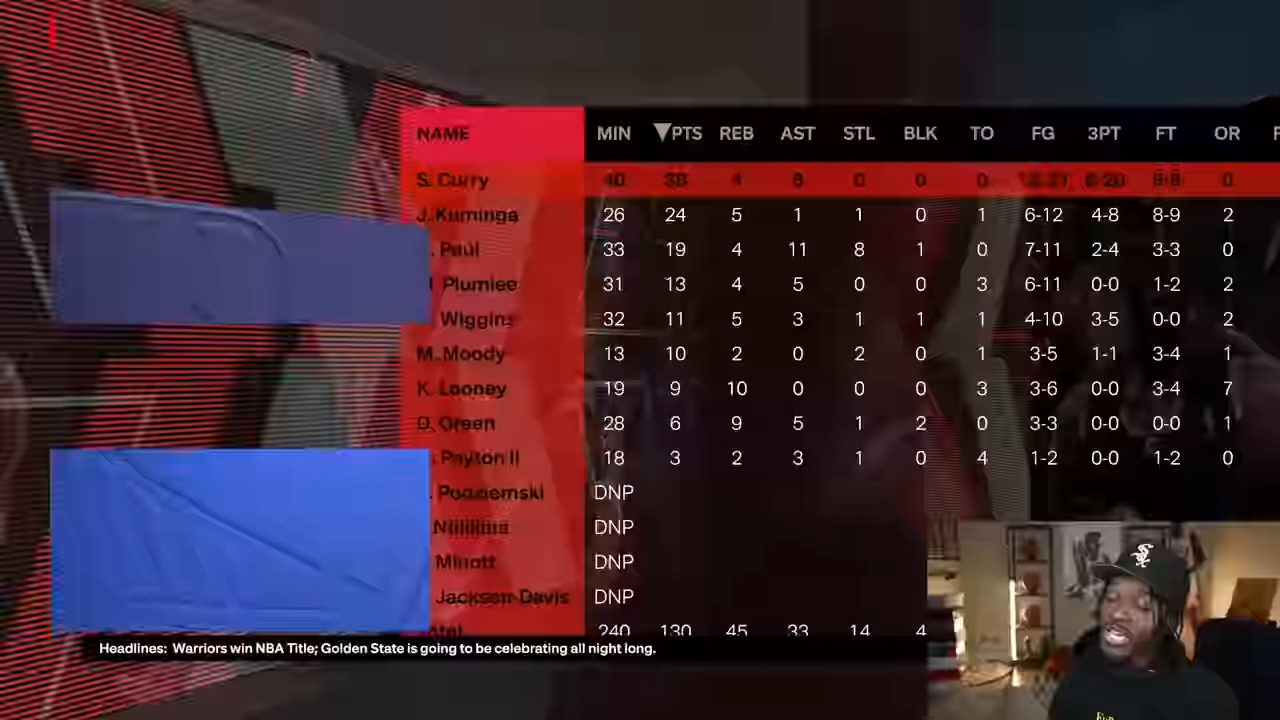 NAME MIN ▼PTS REB AST STL BLK TO FG 3PT FT OR
S. Curry 40 4 0 0 0 0
J. Kuminga 26 24 5 1 1 0 1 6-12 4-8 8-9 2
. Paul 33 19 4 11 8 1 0 7-11 2-4 3-3 0
Plumlee 31 13 4 5 0 0 3 6-11 0-0 1-2 2
Wiggins 32 11 5 3 1 1 1 4-10 3-5 0-0 2
M. Moody 13 10 2 0 2 0 1 3-5 1-1 3-4 1
K. Looney 19 9 10 0 0 0 3 3-6 0-0 3-4 7
D. Green 28 6 9 5 1 2 0 3-3 0-0 0-0 1
Payton II 18 3 2 3 1 0 4 1-2 0-0 1-2 0
. Podziemski DNP
Ntilikina DNP
Minott DNP
Jackson-Davis DNP
240 130 45 33 14 4
Headlines: Warriors win NBA Title; Golden State is going to be celebrating all night long.